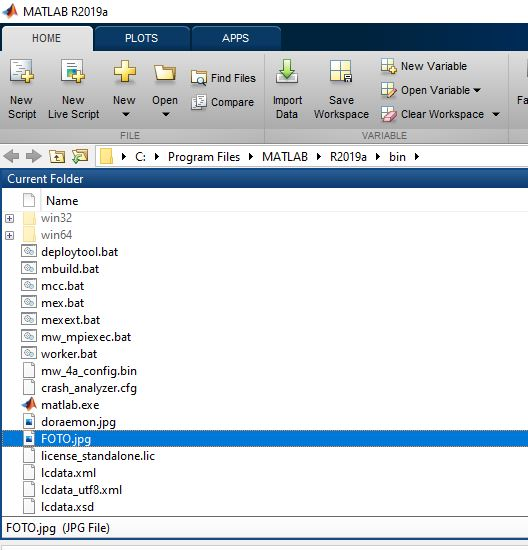 MATLAB R2019a
HOME PLOTS APPS
New Script
New Live Script
New
Open
Find Files
Compare
Import Data
Save Workspace
New Variable
Open Variable
Clear Workspace
Fa
FILE VARIABLE
C: Program Files MATLAB R2019a bin
Current Folder
Name
win32
win64
deploytool.bat
mbuild.bat
mcc.bat
mex.bat
mexext.bat
mw_mpiexec.bat
worker.bat
mw_4a_config.bin
crash_analyzer.cfg
matlab.exe
doraemon.jpg
FOTO.jpg
license_standalone.lic
lcdata.xml
lcdata_utf8.xml
lcdata.xsd
FOTO.jpg (JPG File)